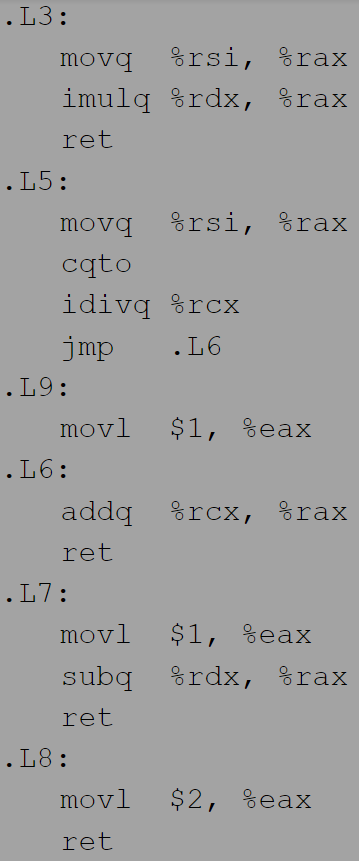 .L3:
    movq  %rsi, %rax
    imulq %rdx, %rax
    ret
.L5:
    movq  %rsi, %rax
    cqto
    idivq %rcx
    jmp   .L6
.L9:
    movl  $1, %eax
.L6:
    addq  %rcx, %rax
    ret
.L7:
    movl  $1, %eax
    subq  %rdx, %rax
    ret
.L8:
    movl  $2, %eax
    ret